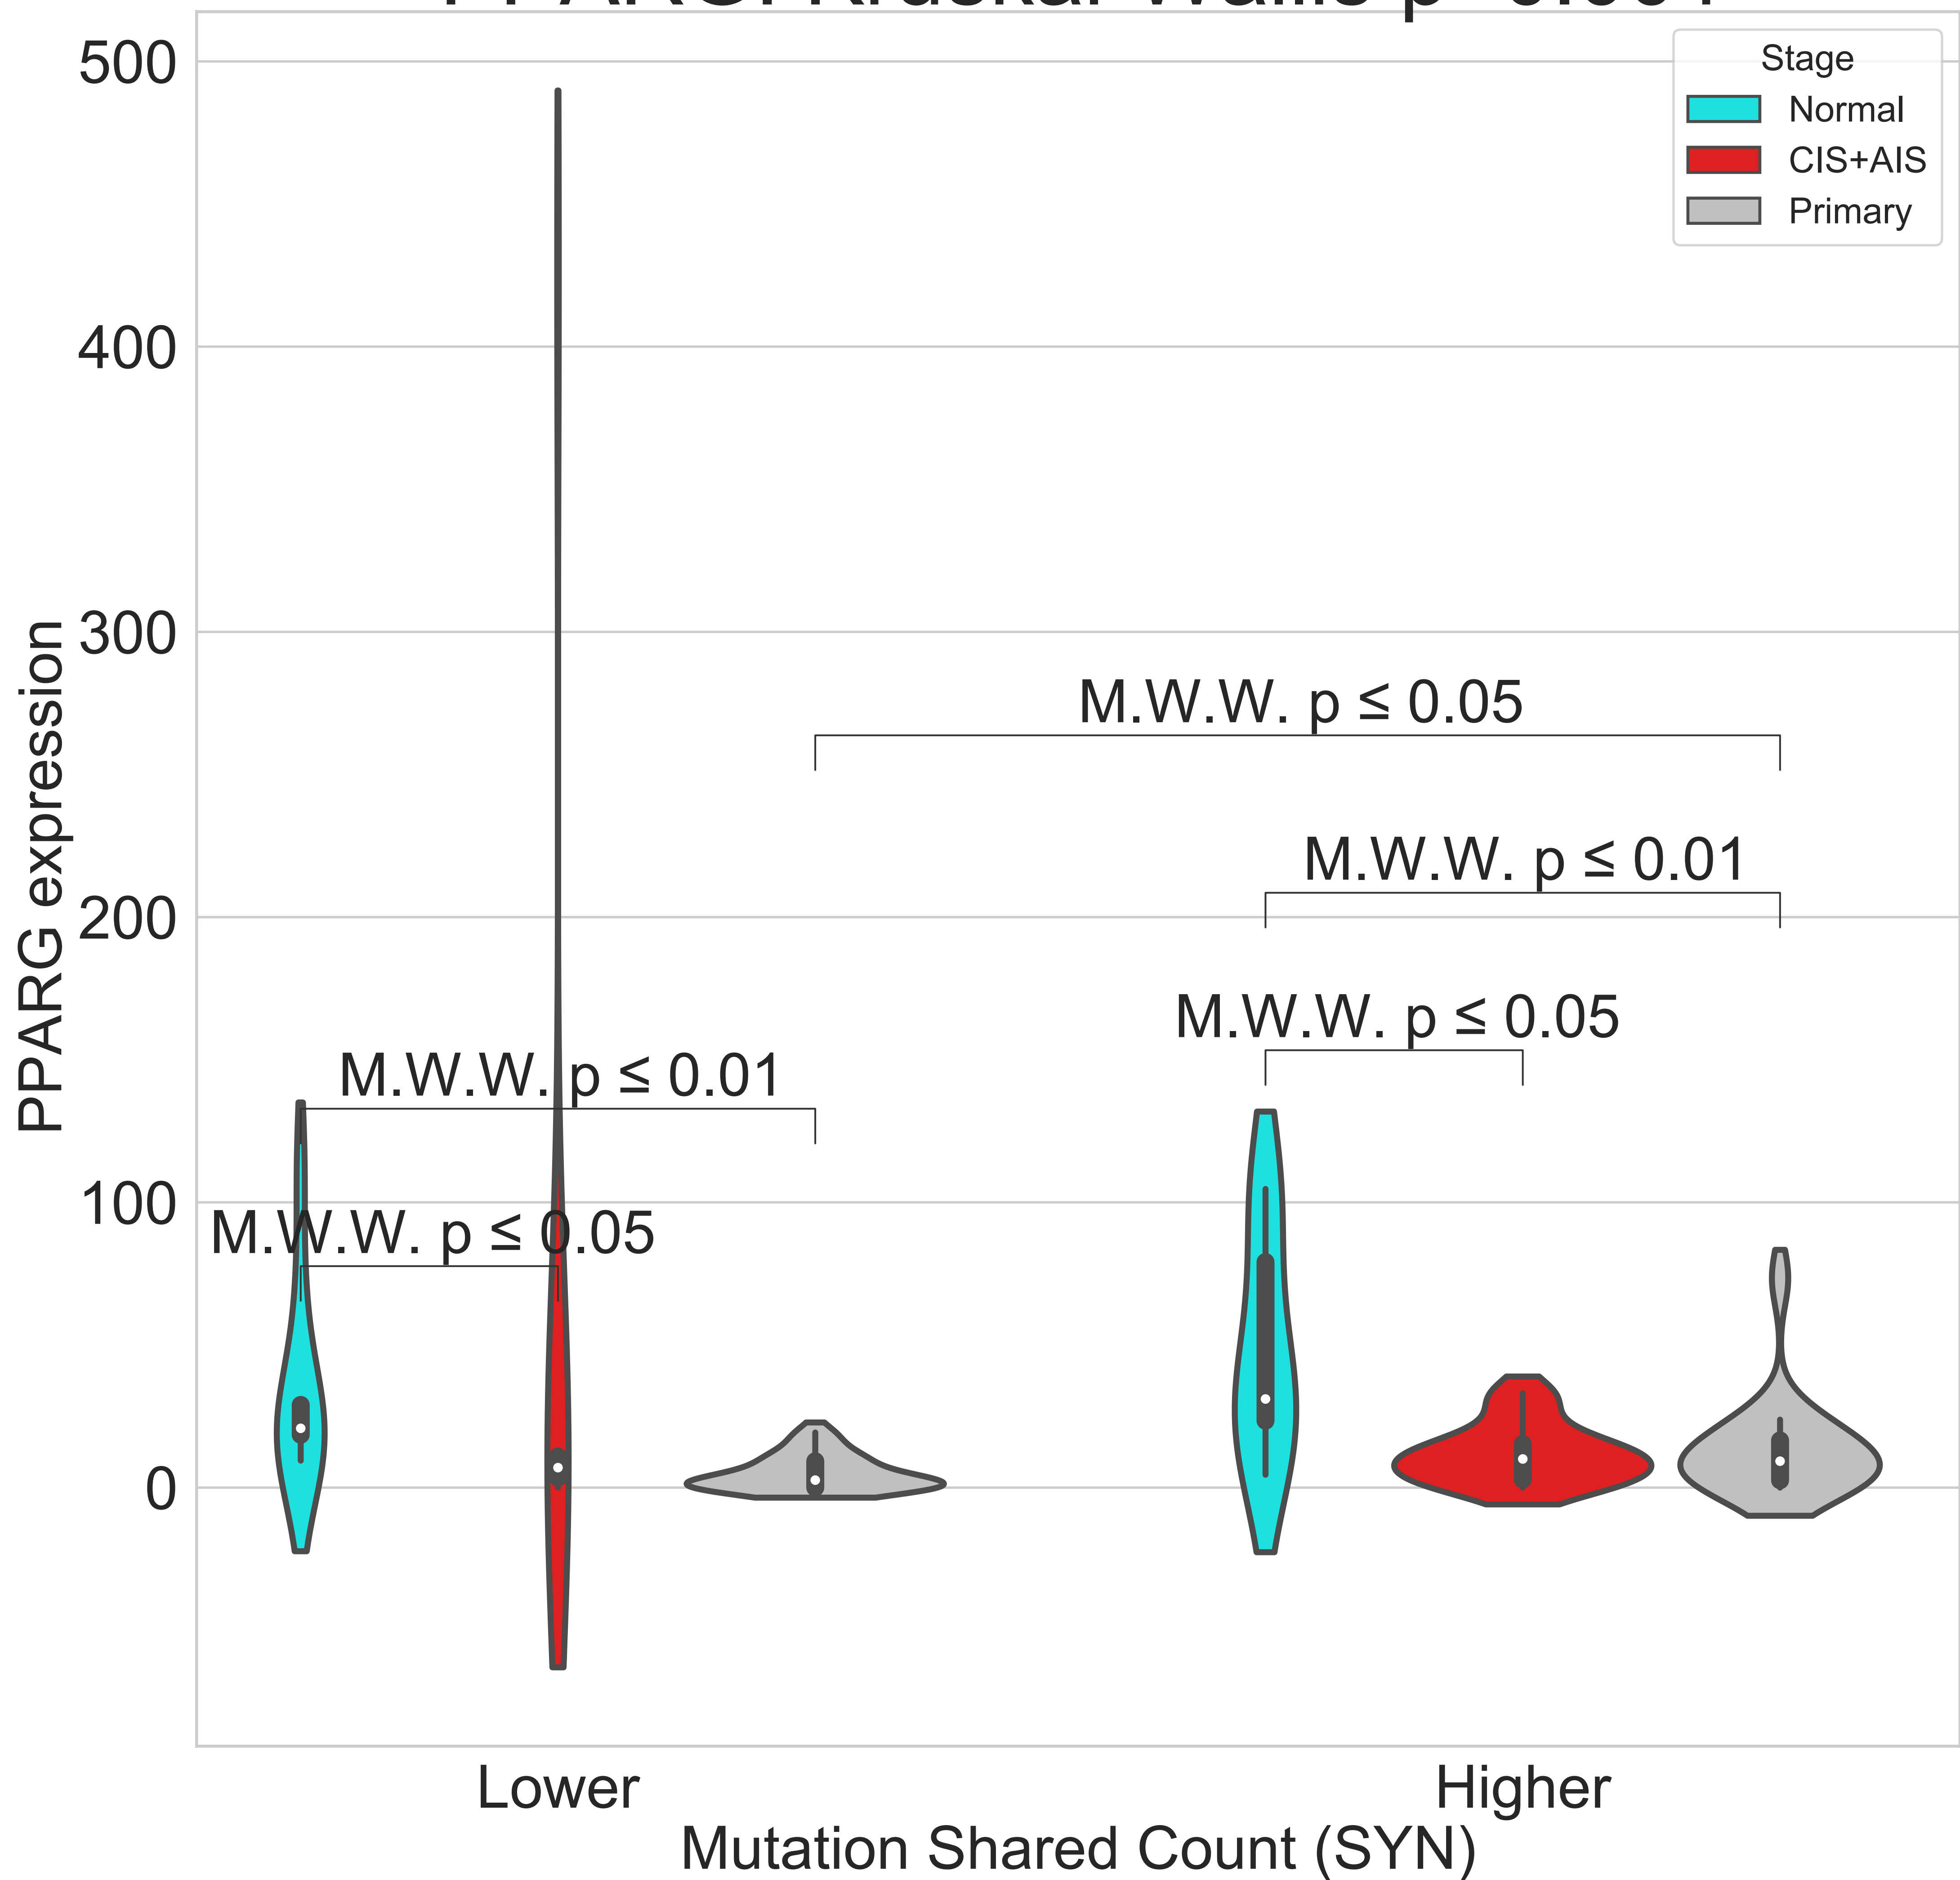 500
400
300
200
100
0
PPARG expression
Stage
Normal
CIS+AIS
Primary
M.W.W. p ≤ 0.05
M.W.W. p ≤ 0.01
M.W.W. p ≤ 0.05
M.W.W. p ≤ 0.01
M.W.W. p ≤ 0.05
Lower
Higher
Mutation Shared Count (SYN)